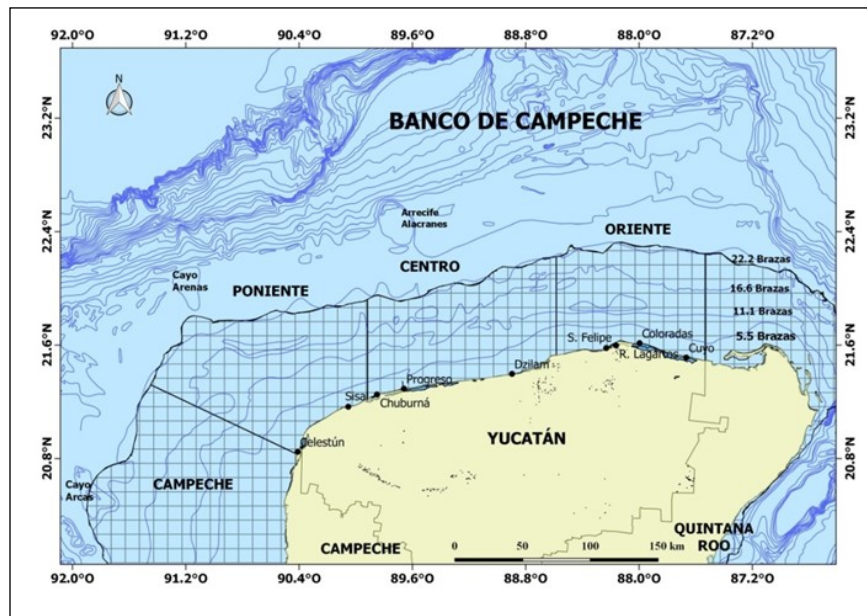 92.0°O 91.2°O 90.4°O 89.6°O 88.8°O 88.0°O 87.2°O
N
23.2°N 23.2°N
BANCO DE CAMPECHE
22.4°N 22.4°N
Arrecife
Alacranes
ORIENTE
CENTRO
22.2 Brazas
Cayo
Arenas
PONIENTE
16.6 Brazas
11.1 Brazas
5.5 Brazas
21.6°N 21.6°N
S. Felipe
Coloradas
R. Lagartos
Cuyo
Dzilam
Progreso
Sisal
Chuburná
Celestún
YUCATÁN
20.8°N 20.8°N
Cayo
Arcas
CAMPECHE
QUINTANA
ROO
CAMPECHE
0 50 100 150 km
92.0°O 91.2°O 90.4°O 89.6°O 88.8°O 88.0°O 87.2°O